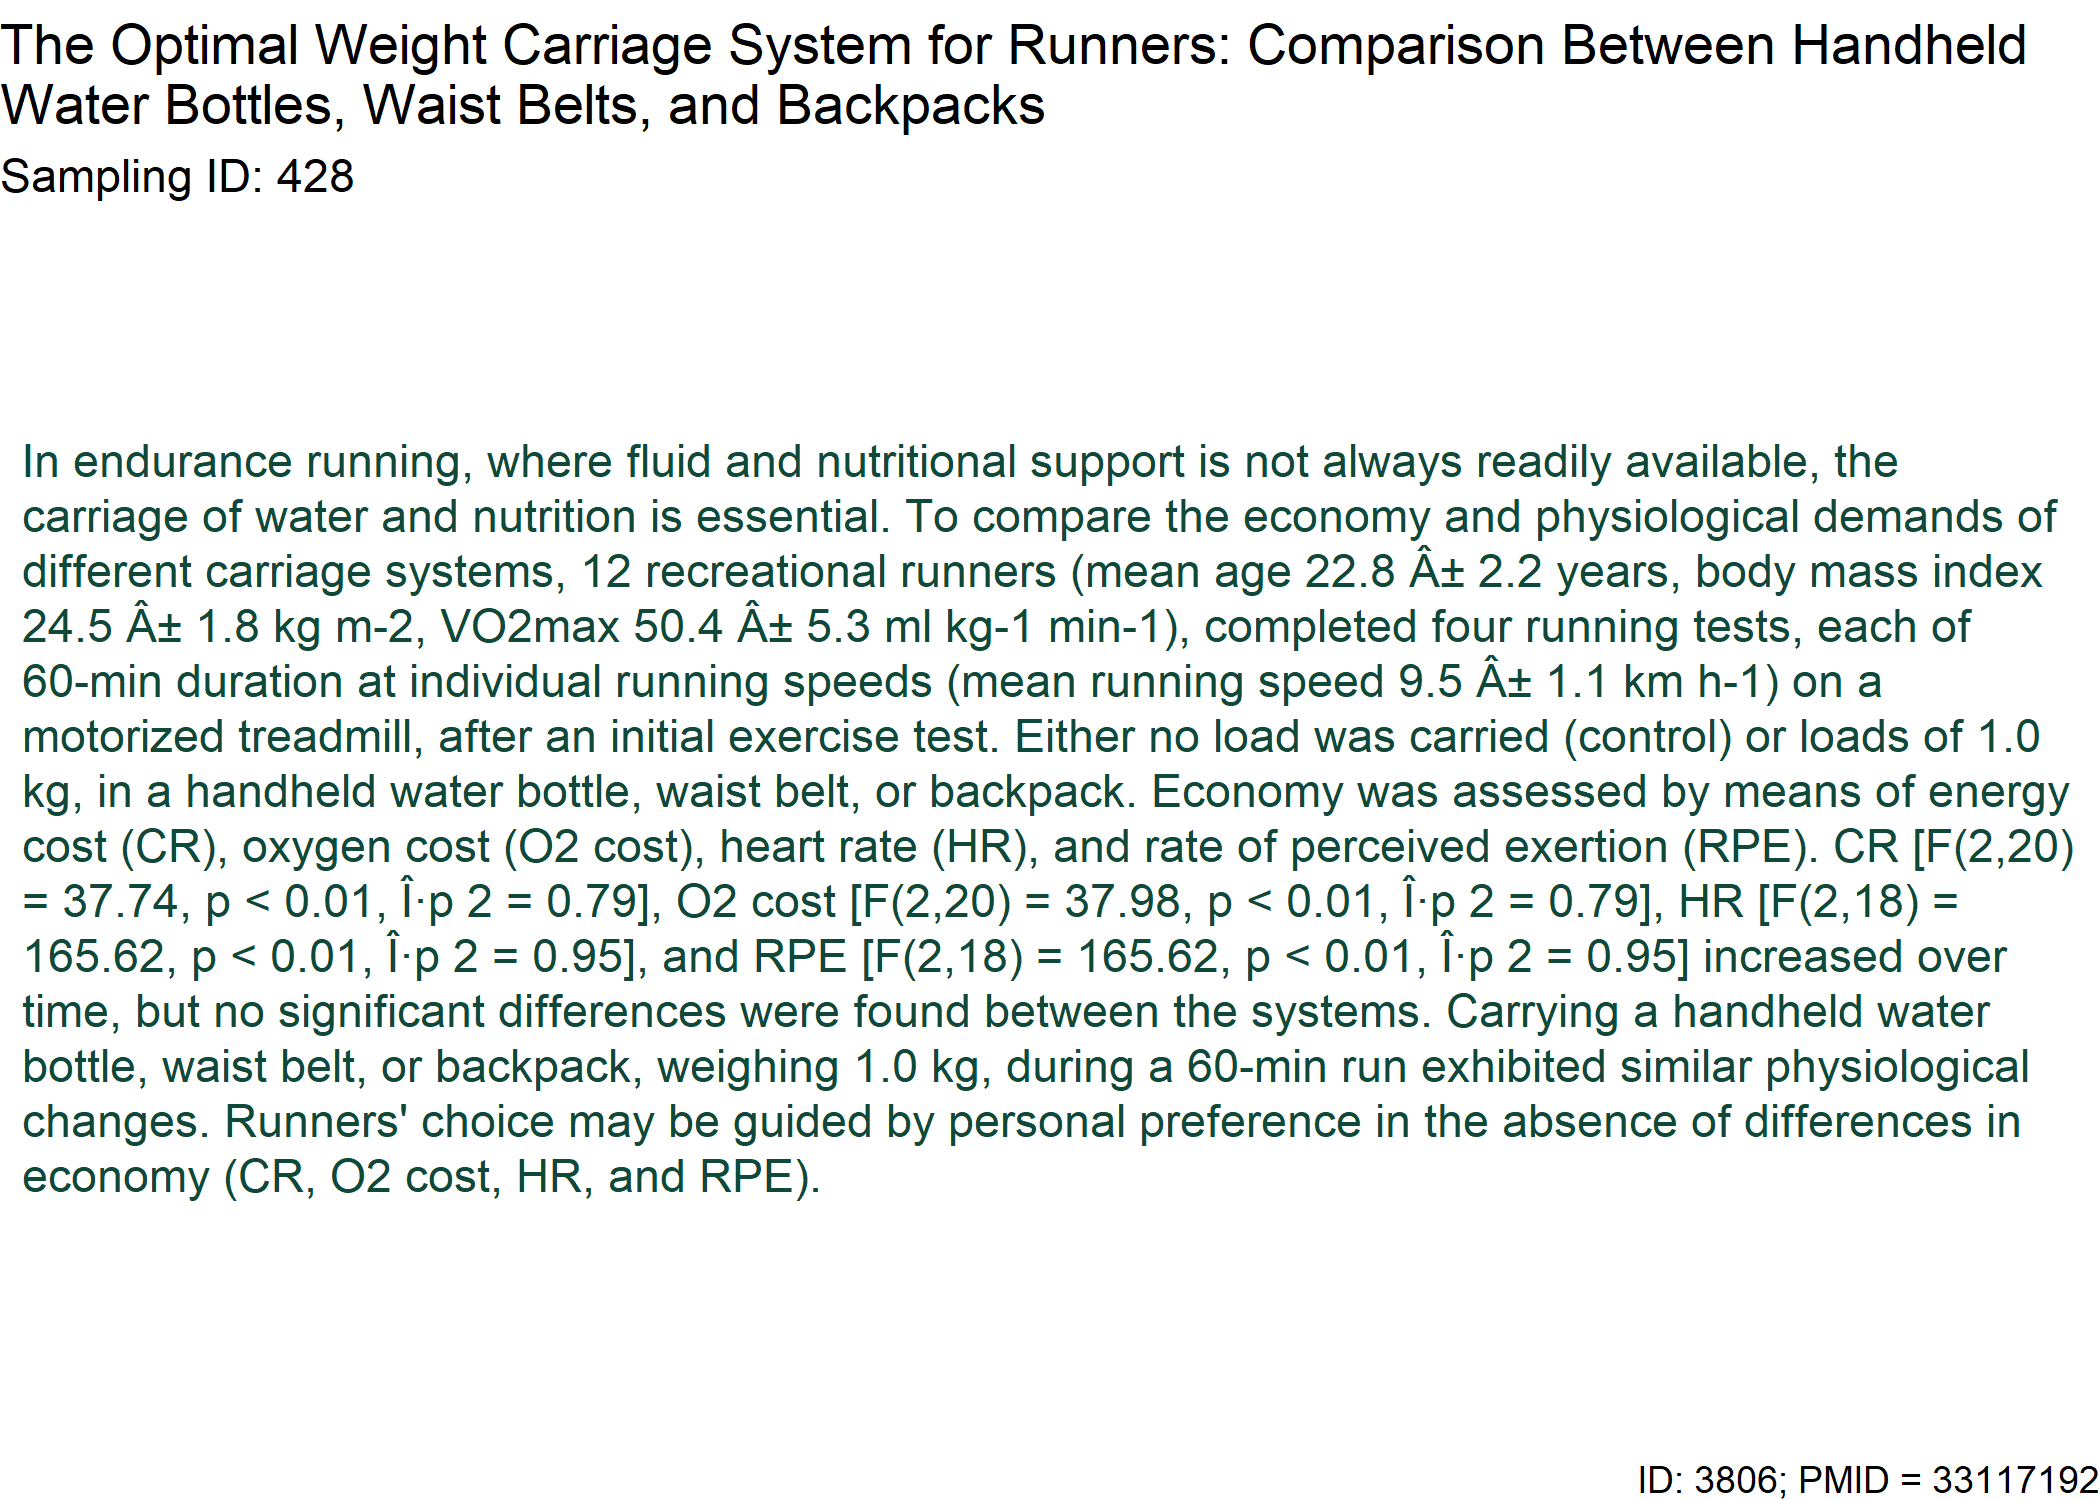 The Optimal Weight Carriage System for Runners: Comparison Between Handheld
Water Bottles, Waist Belts, and Backpacks
Sampling ID: 428
In endurance running, where fluid and nutritional support is not always readily available, the
carriage of water and nutrition is essential. To compare the economy and physiological demands of
different carriage systems, 12 recreational runners (mean age 22.8 Â± 2.2 years, body mass index
24.5 Â± 1.8 kg m-2, VO2max 50.4 Â± 5.3 ml kg-1 min-1), completed four running tests, each of
60-min duration at individual running speeds (mean running speed 9.5 Â± 1.1 km h-1) on a
motorized treadmill, after an initial exercise test. Either no load was carried (control) or loads of 1.0
kg, in a handheld water bottle, waist belt, or backpack. Economy was assessed by means of energy
cost (CR), oxygen cost (O2 cost), heart rate (HR), and rate of perceived exertion (RPE). CR [F(2,20)
= 37.74, p < 0.01, Î·p 2 = 0.79], O2 cost [F(2,20) = 37.98, p < 0.01, Î·p 2 = 0.79], HR [F(2,18) =
165.62, p < 0.01, Î·p 2 = 0.95], and RPE [F(2,18) = 165.62, p < 0.01, Î·p 2 = 0.95] increased over
time, but no significant differences were found between the systems. Carrying a handheld water
bottle, waist belt, or backpack, weighing 1.0 kg, during a 60-min run exhibited similar physiological
changes. Runners' choice may be guided by personal preference in the absence of differences in
economy (CR, O2 cost, HR, and RPE).
ID: 3806; PMID = 33117192